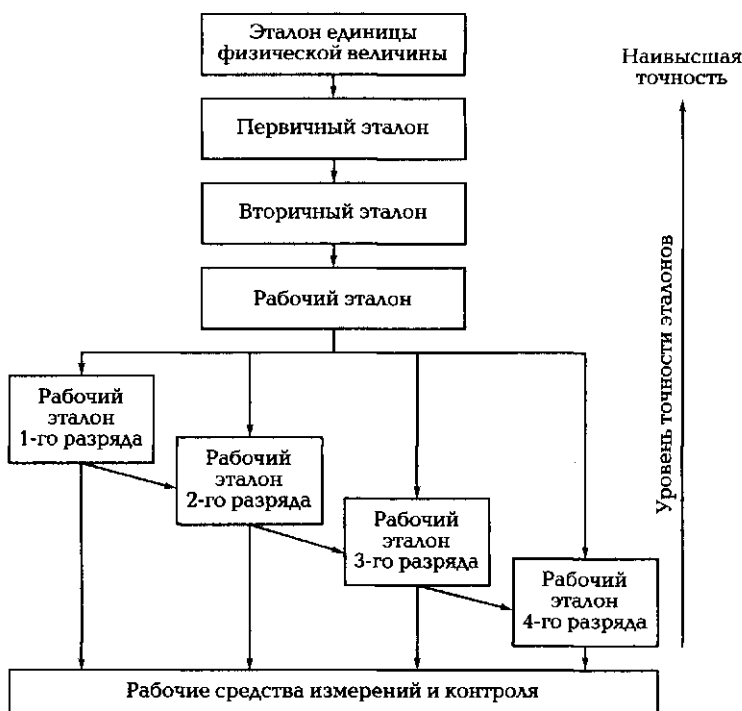 Эталон единицы
физической величины
Наивысшая
точность
Первичный эталон
Вторичный эталон
Рабочий эталон
Уровень точности эталонов
Рабочий
эталон
1-го разряда
Рабочий
эталон
2-го разряда
Рабочий
эталон
3-го разряда
Рабочий
эталон
4-го разряда
Рабочие средства измерений и контроля